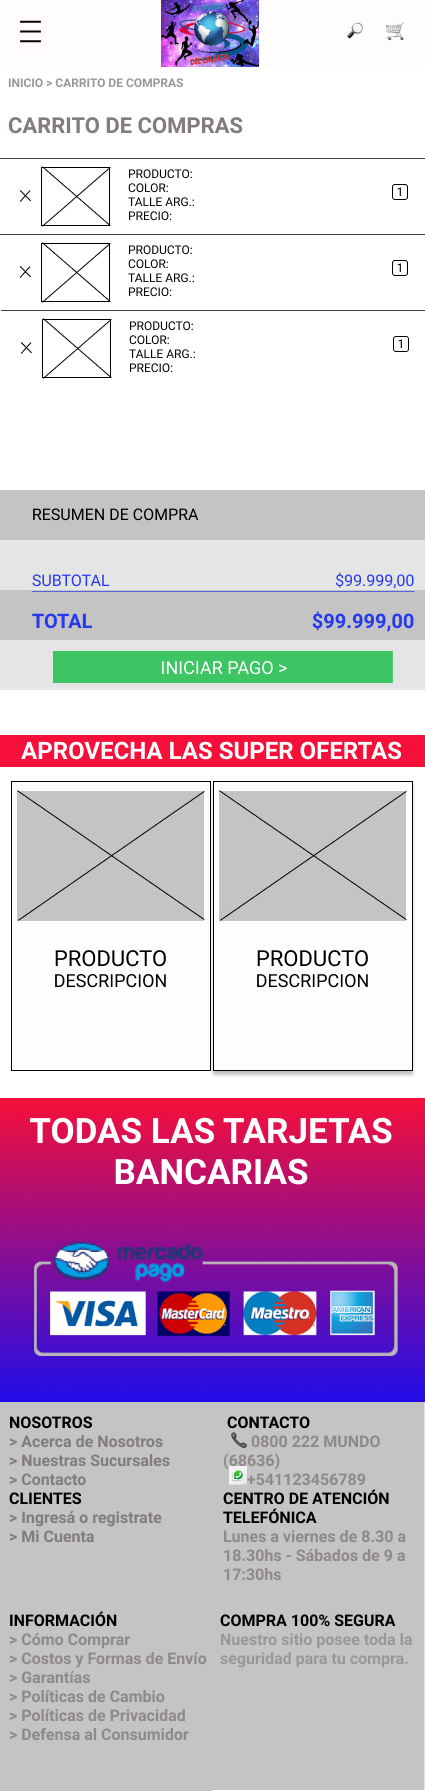 DEL CALZADO
INICIO > CARRITO DE COMPRAS
CARRITO DE COMPRAS
PRODUCTO:
COLOR:
TALLE ARG.:
PRECIO:
1
PRODUCTO:
COLOR:
TALLE ARG.:
PRECIO:
1
PRODUCTO:
COLOR:
TALLE ARG.:
PRECIO:
1
RESUMEN DE COMPRA
SUBTOTAL $99.999,00
TOTAL $99.999,00
INICIAR PAGO >
APROVECHA LAS SUPER OFERTAS
PRODUCTO
DESCRIPCION
PRODUCTO
DESCRIPCION
TODAS LAS TARJETAS
BANCARIAS
mercado
pago
VISA
MasterCard
Maestro
AMERICAN
EXPRESS
NOSOTROS
> Acerca de Nosotros
> Nuestras Sucursales
> Contacto
CLIENTES
> Ingresá o registrate
> Mi Cuenta
CONTACTO
0800 222 MUNDO
(68636)
+541123456789
CENTRO DE ATENCIÓN
TELEFÓNICA
Lunes a viernes de 8.30 a
18.30hs - Sábados de 9 a
17:30hs
INFORMACIÓN
> Cómo Comprar
> Costos y Formas de Envío
> Garantías
> Políticas de Cambio
> Políticas de Privacidad
> Defensa al Consumidor
COMPRA 100% SEGURA
Nuestro sitio posee toda la
seguridad para tu compra.